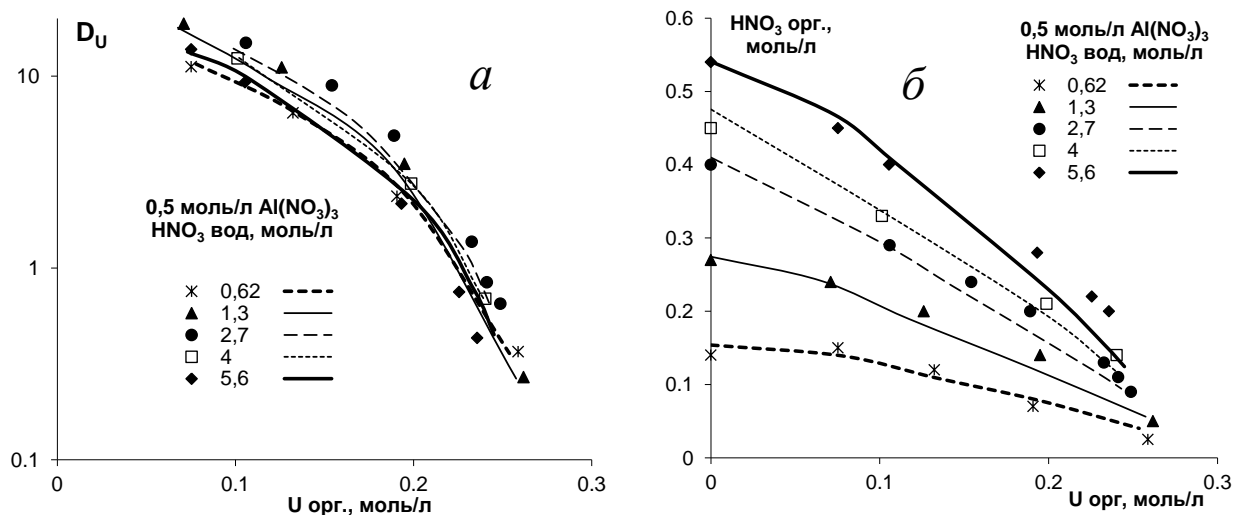 D_U
а
10
1
0.1
0,5 моль/л Al(NO₃)₃
HNO₃ вод, моль/л
0,62
1,3
2,7
4
5,6
0
0.1
0.2
0.3
U орг., моль/л
0.6
0.5
0.4
0.3
0.2
0.1
0
HNO₃ орг.,
моль/л
б
0,5 моль/л Al(NO₃)₃
HNO₃ вод, моль/л
0,62
1,3
2,7
4
5,6
0
0.1
0.2
0.3
U орг, моль/л